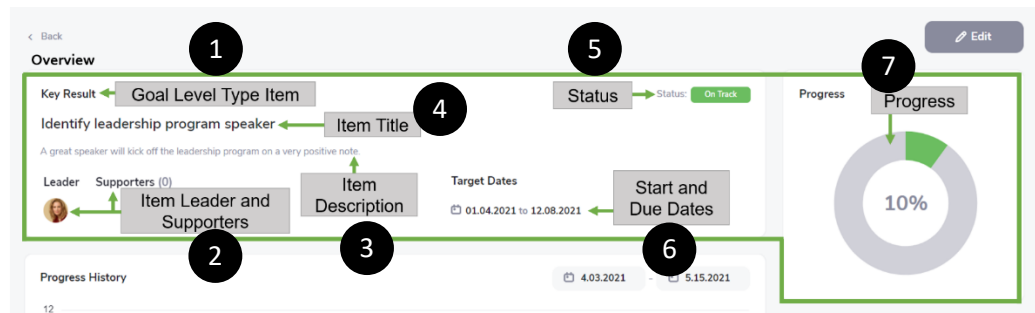 Back
Edit
Overview
1
5
7
Key Result
Goal Level Type Item
Status
Status:
On Track
Progress
Progress
4
Identify leadership program speaker
Item Title
A great speaker will kick off the leadership program on a very positive note.
Leader
Supporters (0)
Item Leader and
Supporters
Item
Description
Target Dates
01.04.2021 to 12.08.2021
Start and
Due Dates
10%
2
3
6
Progress History
4.03.2021 - 5.15.2021
12